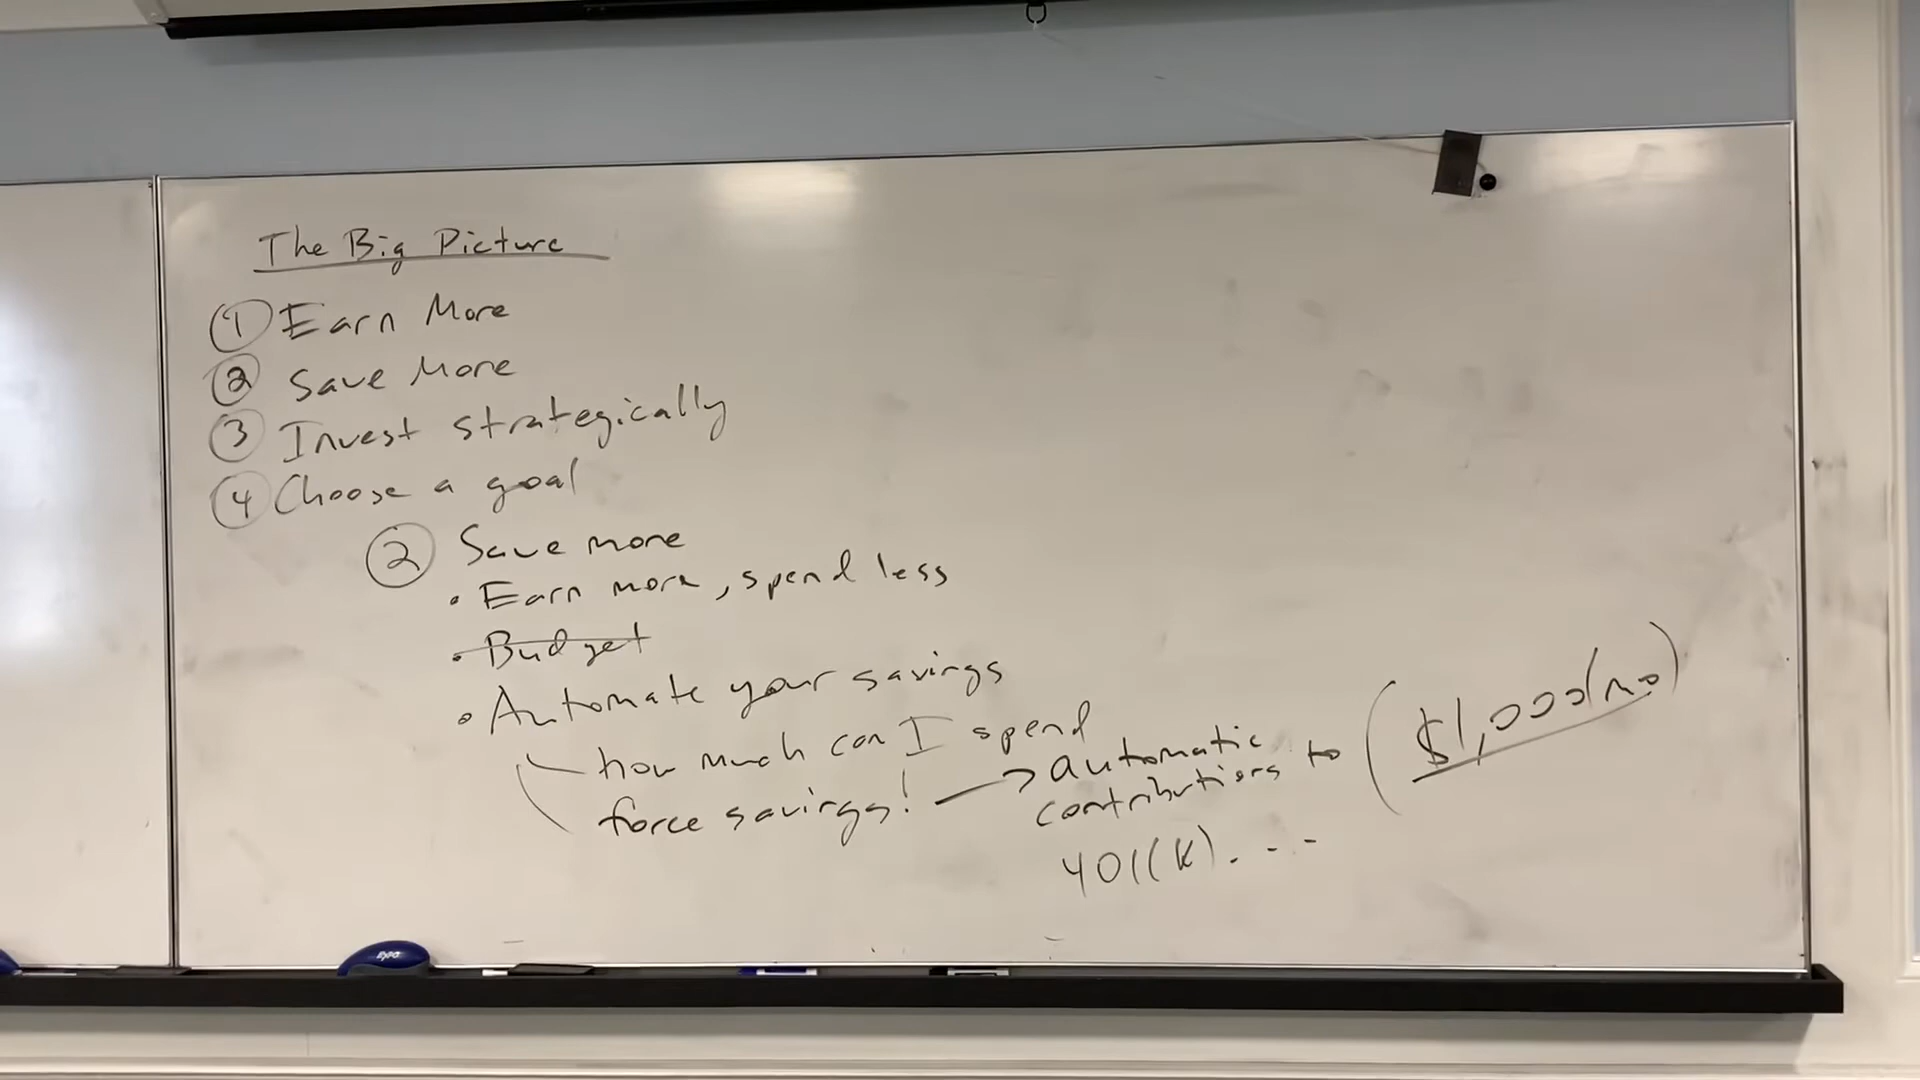 The Big Picture
① Earn More
② Save More
③ Invest strategically
④ Choose a goal
② Save more
• Earn more, spend less
• Budget
• Automate your savings
how much can I spend
force savings! → automatic
contributions to
401(k)...
($1,000/mo)
EXPO